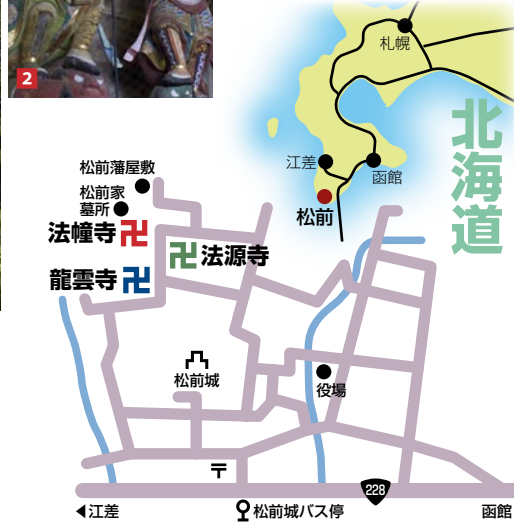 2
札幌
北海道
江差
函館
松前
松前藩屋敷
松前家
墓所
法幢寺卍
卍法源寺
龍雲寺卍
松前城
役場
〒
228
◀江差
松前城バス停
函館